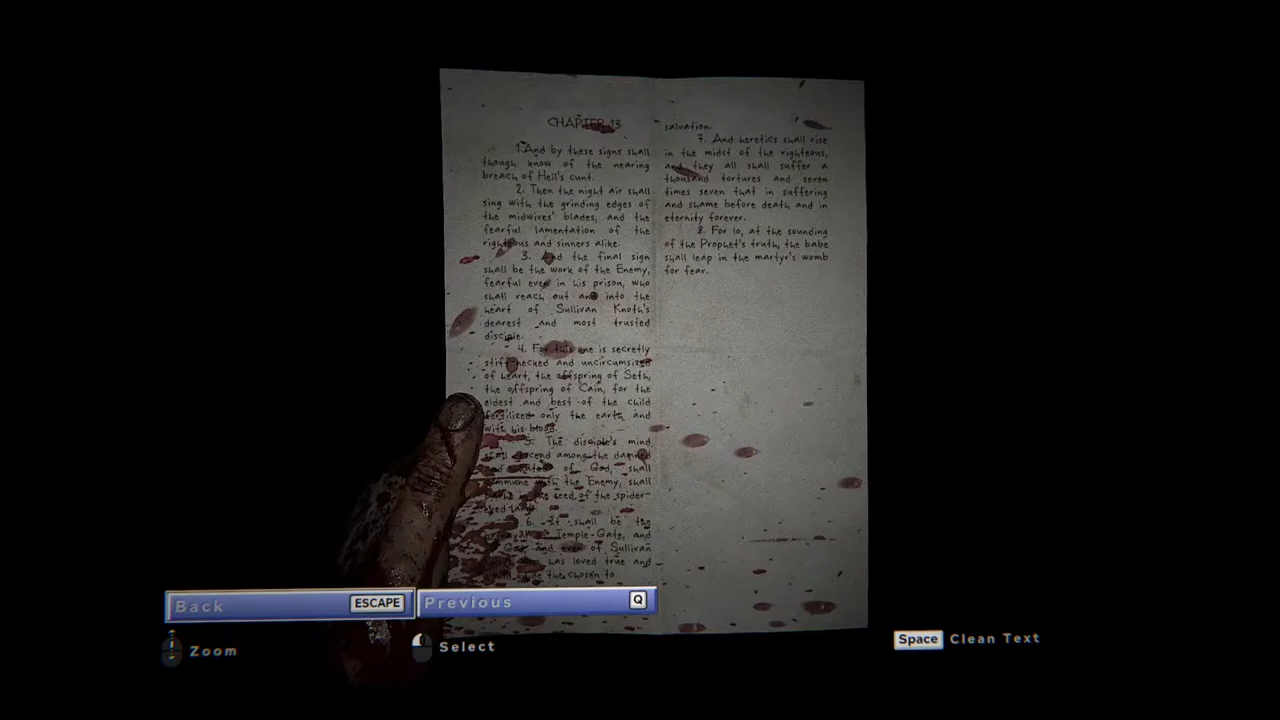 CHAPTER 13
1.And by these signs shall
though know of the nearing
breach of Hell's cunt.
2. Then the night air shall
sing with the grinding edges of
the midwives' blades, and the
fearful lamentation of the
righteous and sinners alike.
3. And the final sign
shall be the work of the Enemy,
fearful even in his prison, who
shall reach out and into the
heart of Sullivan Knoth's
dearest and most trusted
disciple.
4. For this one is secretly
stiff-necked and uncircumsized
of heart, the offspring of Seth,
the offspring of Cain, for the
eldest and best of the child
fertilized only the earth and
with his blood.
5. The disciple's mind
shall descend among the damned
and of God, shall
commune with the Enemy, shall
the seed of the spider-
eyed
6. It shall be the
betrayal of Temple-Gate, and
God, and even of Sullivan
has loved true and
the chosen to
salvation.
7. And heretics shall rise
in the midst of the righteous,
and they all shall suffer a
thousand tortures and seven
times seven that in suffering
and shame before death and in
eternity forever.
8. For lo, at the sounding
of the Prophet's truth, the babe
shall leap in the martyr's womb
for fear.
Back ESCAPE
Previous Q
Zoom
Select
Space Clean Text